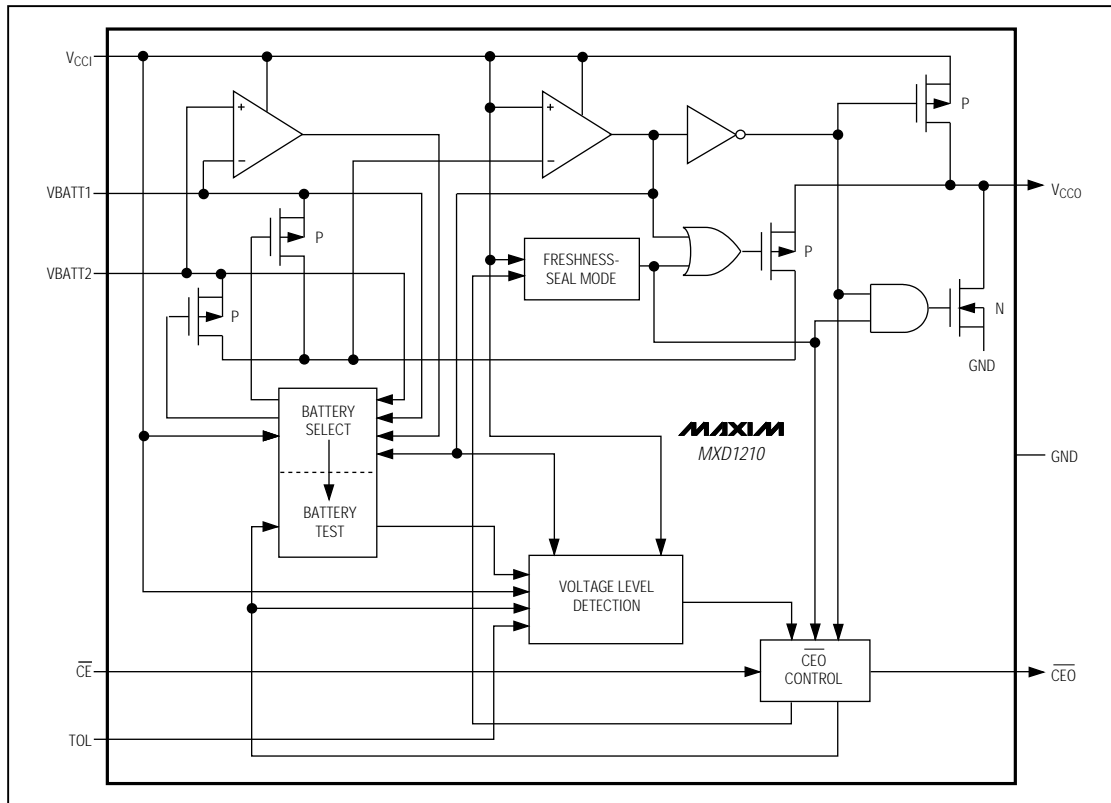 VCCI
P
VBATT1
VCCO
P
P
FRESHNESS-
SEAL MODE
VBATT2
P
N
GND
BATTERY
SELECT
MAXIM
MXD1210
GND
BATTERY
TEST
VOLTAGE LEVEL
DETECTION
CE
CEO
CONTROL
CEO
TOL
+
−
+
−